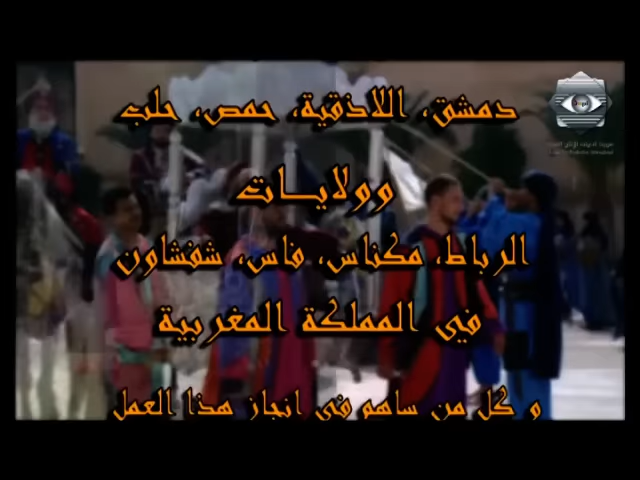 دمشق، اللاذقية، حمص، حلب
وولايات
الرباط، مكناس، فاس، شفشاون
في المملكة المغربية
و كل من ساهم في انجاز هذا العمل